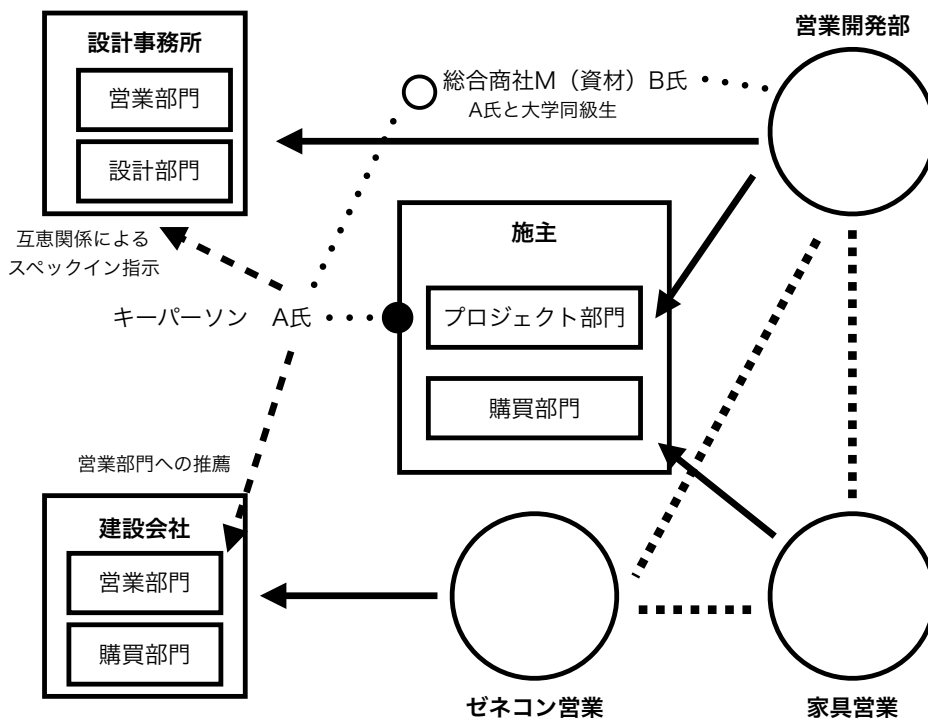 営業開発部
設計事務所
営業部門
設計部門
総合商社M（資材）B氏
A氏と大学同級生
互恵関係による
スペックイン指示
施主
プロジェクト部門
購買部門
キーパーソン　A氏
営業部門への推薦
建設会社
営業部門
購買部門
ゼネコン営業
家具営業